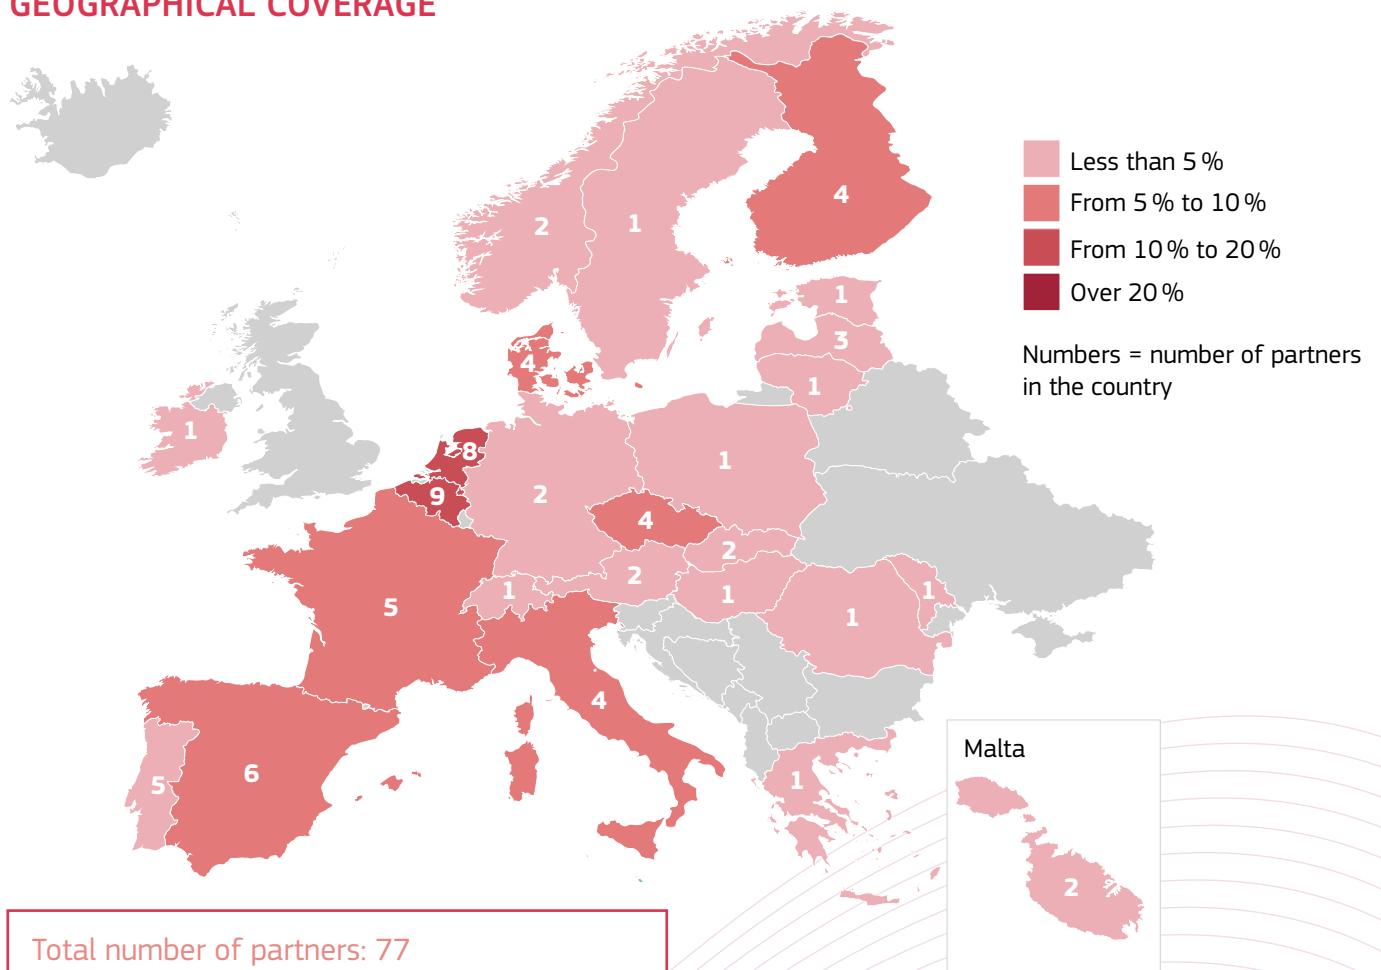 GEOGRAPHICAL COVERAGE
Less than 5 %
From 5 % to 10 %
From 10 % to 20 %
Over 20 %
Numbers = number of partners
in the country
4
2
1
1
3
4
1
1
8
1
9
2
4
2
2
1
1
1
5
1
4
6
5
1
Malta
2
Total number of partners: 77